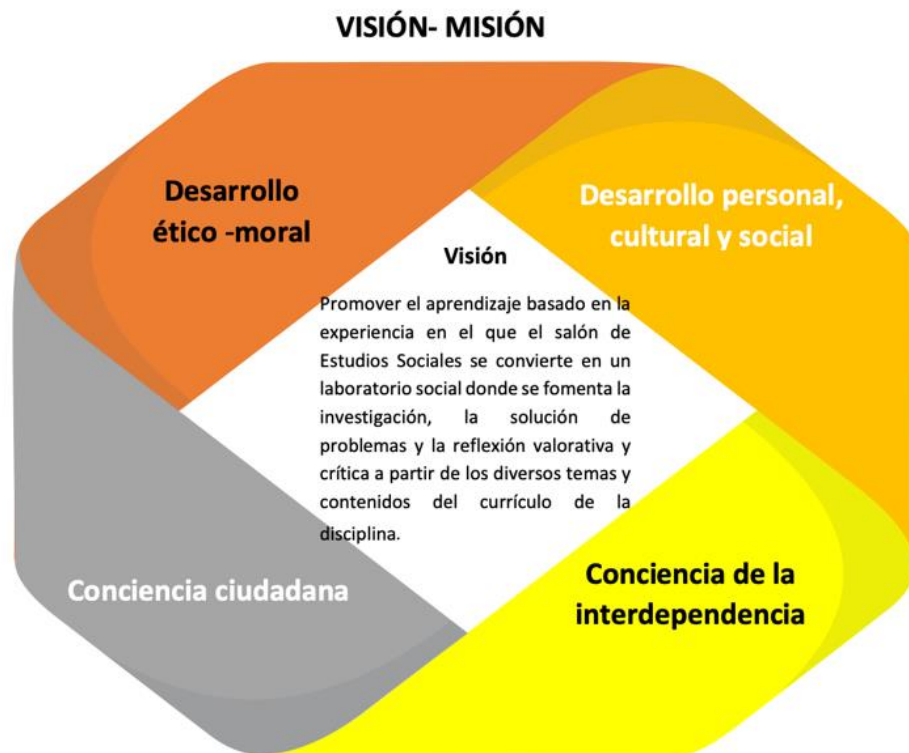 VISIÓN- MISIÓN
Desarrollo
ético -moral
Desarrollo personal,
cultural y social
Visión
Promover el aprendizaje basado en la
experiencia en el que el salón de
Estudios Sociales se convierte en un
laboratorio social donde se fomenta la
investigación, la solución de
problemas y la reflexión valorativa y
crítica a partir de los diversos temas y
contenidos del currículo de la
disciplina.
Conciencia ciudadana
Conciencia de la
interdependencia